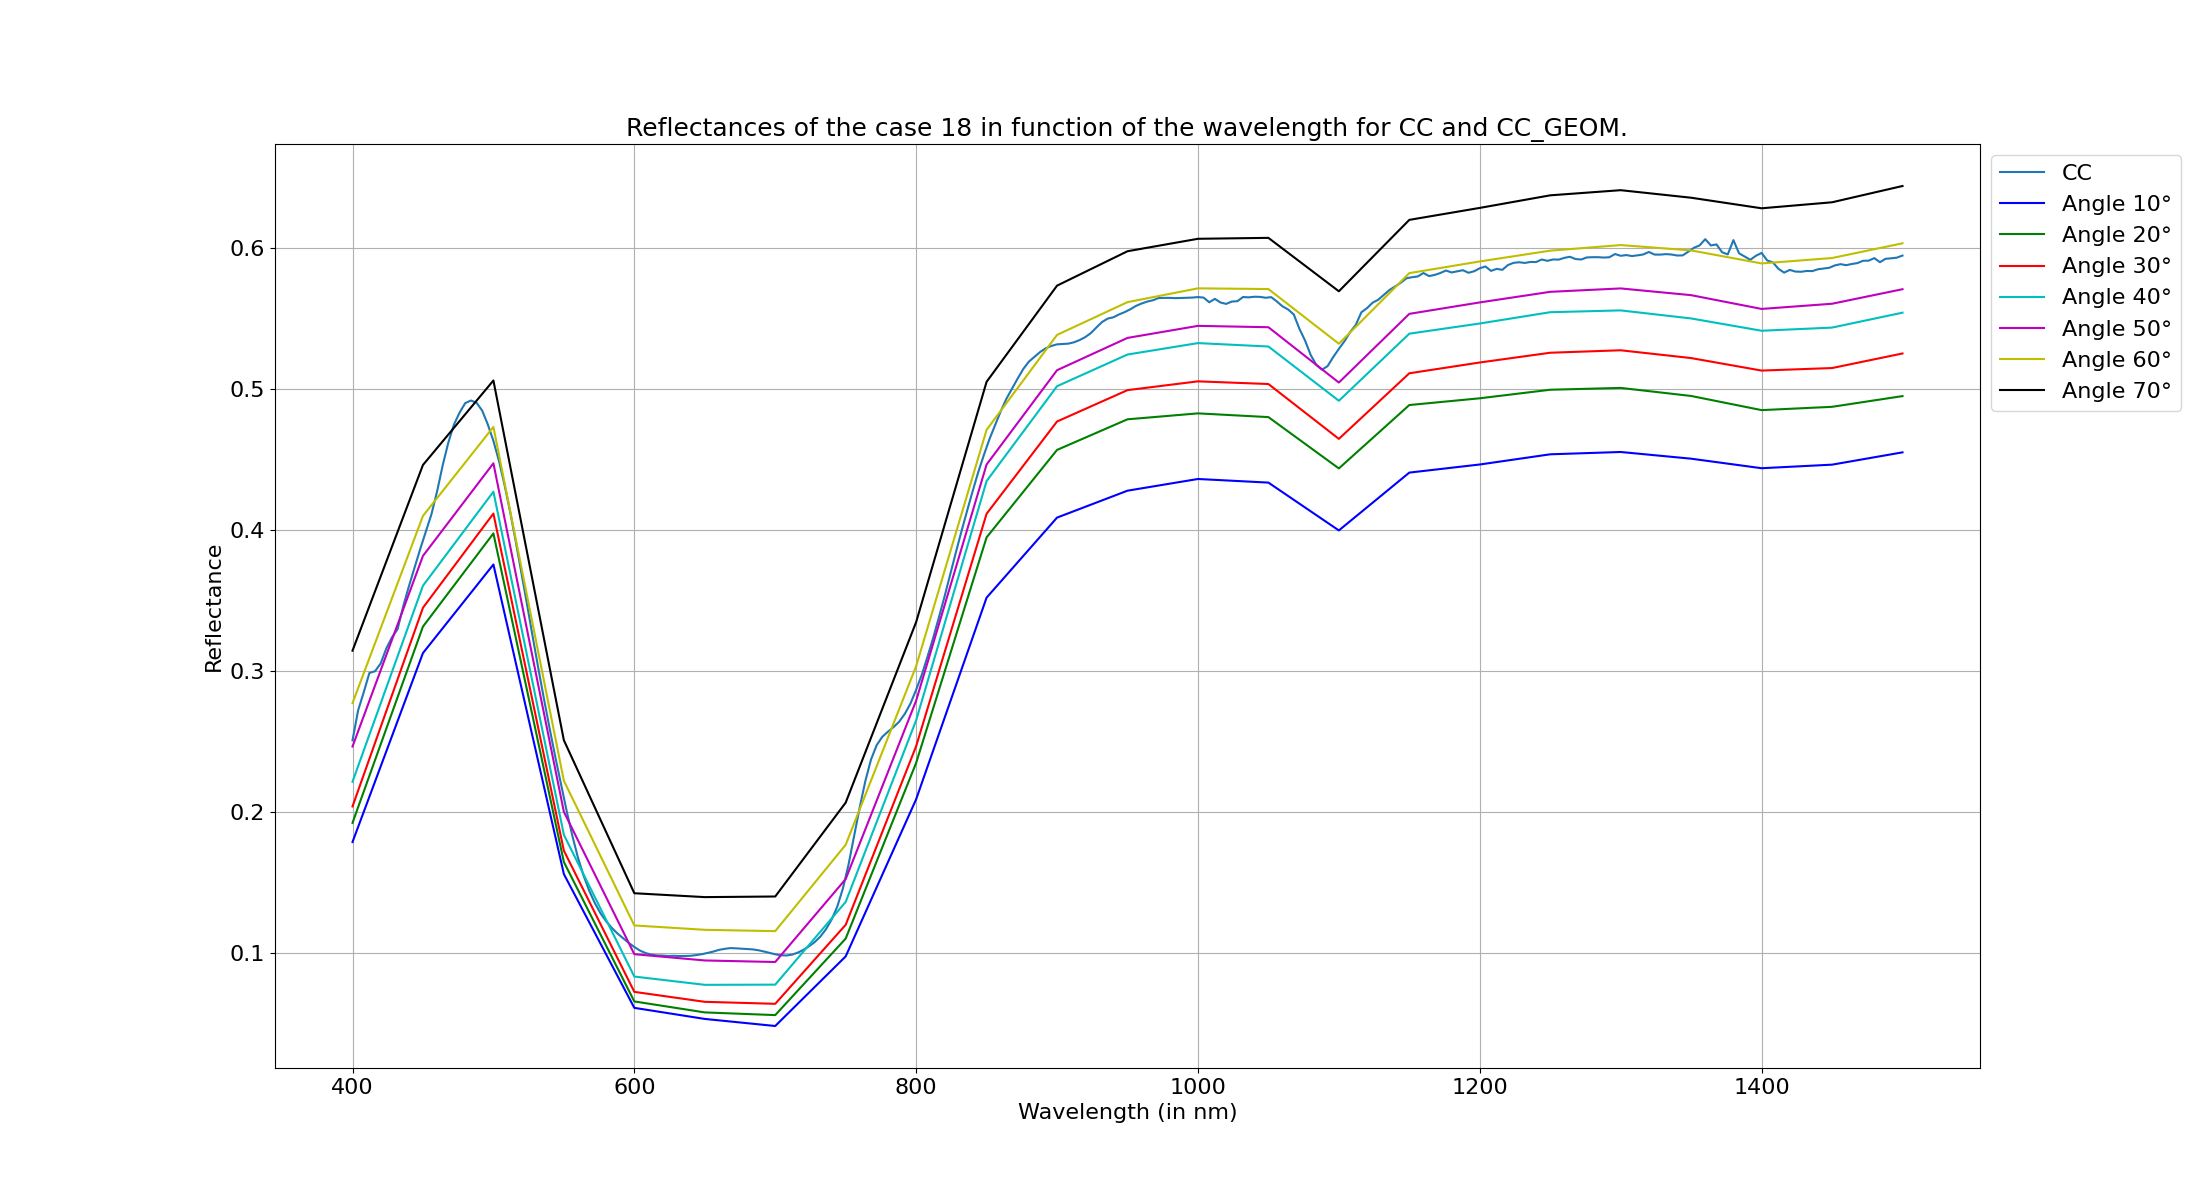 Reflectances of the case 18 in function of the wavelength for CC and CC_GEOM.
CC
Angle 10°
Angle 20°
Angle 30°
Angle 40°
Angle 50°
Angle 60°
Angle 70°
Reflectance
0.6
0.5
0.4
0.3
0.2
0.1
400 600 800 1000 1200 1400
Wavelength (in nm)